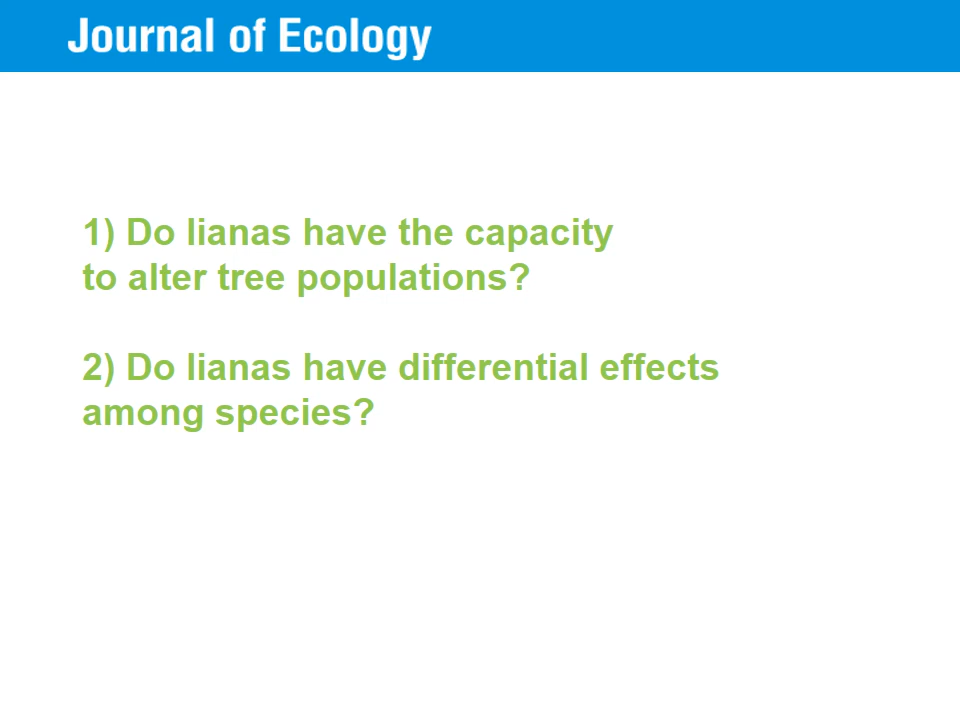 Journal of Ecology
1) Do lianas have the capacity
to alter tree populations?
2) Do lianas have differential effects
among species?